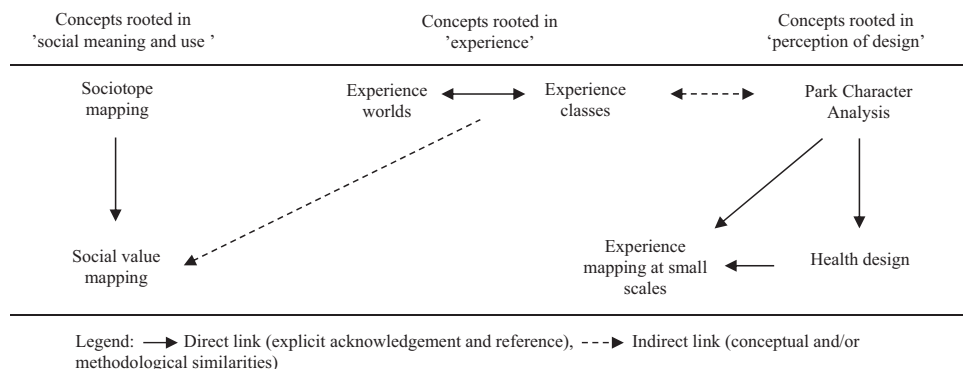 Concepts rooted in
'social meaning and use '
Concepts rooted in
'experience'
Concepts rooted in
‘perception of design’
Sociotope
mapping
Experience
worlds
Experience
classes
Park Character
Analysis
Social value
mapping
Experience
mapping at small
scales
Health design
Legend: Direct link (explicit acknowledgement and reference), Indirect link (conceptual and/or
methodological similarities)